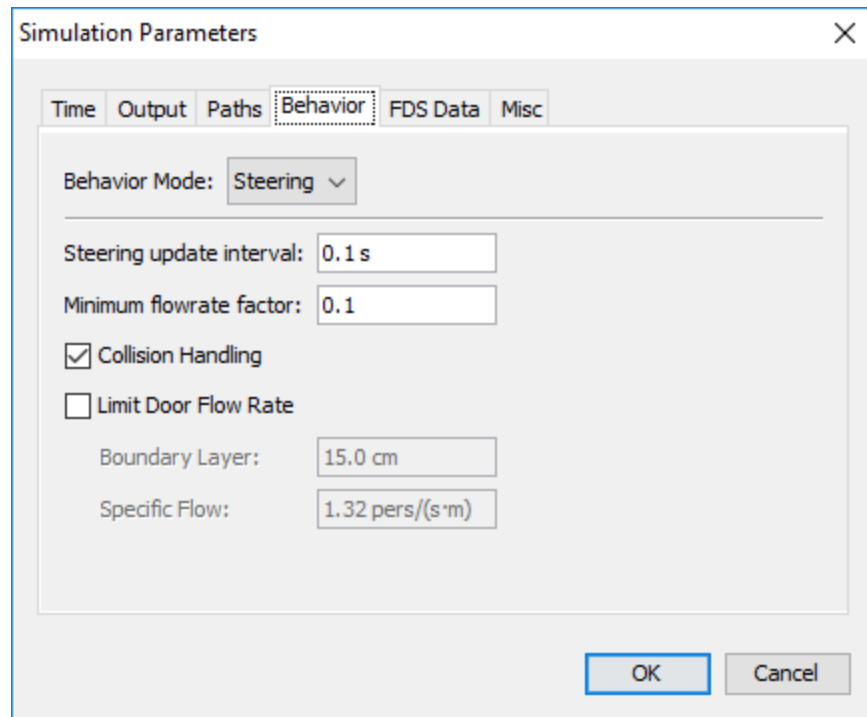 Simulation Parameters
Time Output Paths Behavior FDS Data Misc
Behavior Mode: Steering
Steering update interval: 0.1 s
Minimum flowrate factor: 0.1
Collision Handling
Limit Door Flow Rate
Boundary Layer: 15.0 cm
Specific Flow: 1.32 pers/(s·m)
OK Cancel